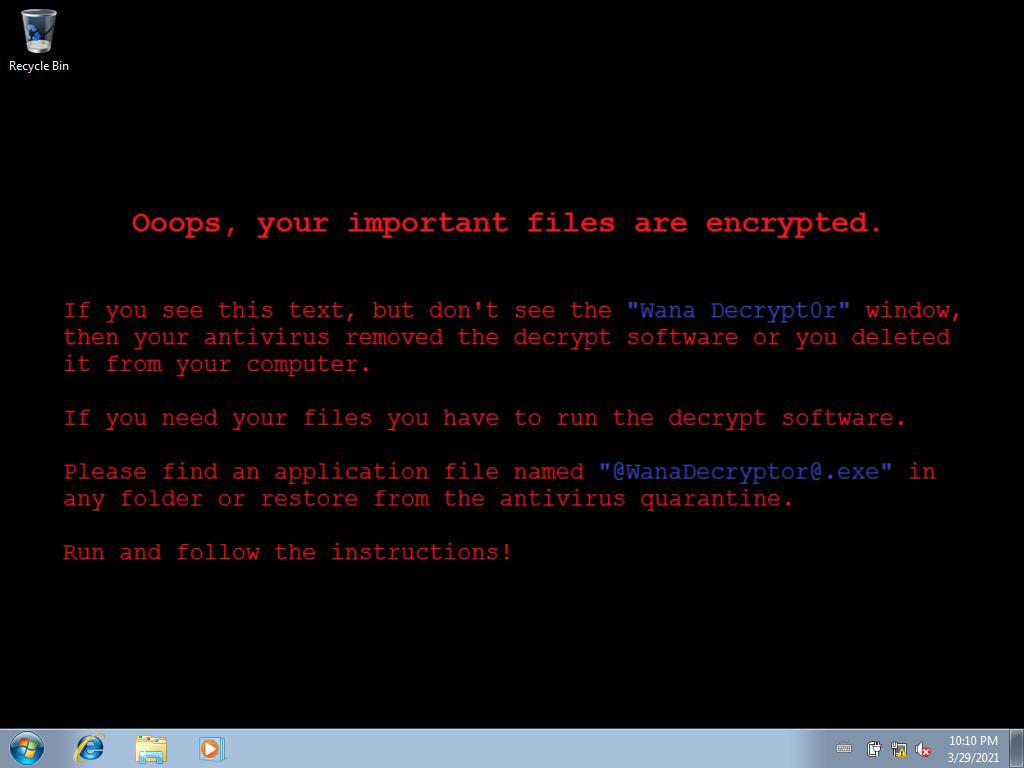 Recycle Bin
Ooops, your important files are encrypted.
If you see this text, but don't see the "Wana Decrypt0r" window,
then your antivirus removed the decrypt software or you deleted
it from your computer.
If you need your files you have to run the decrypt software.
Please find an application file named "@WanaDecryptor@.exe" in
any folder or restore from the antivirus quarantine.
Run and follow the instructions!
10:10 PM
3/29/2021